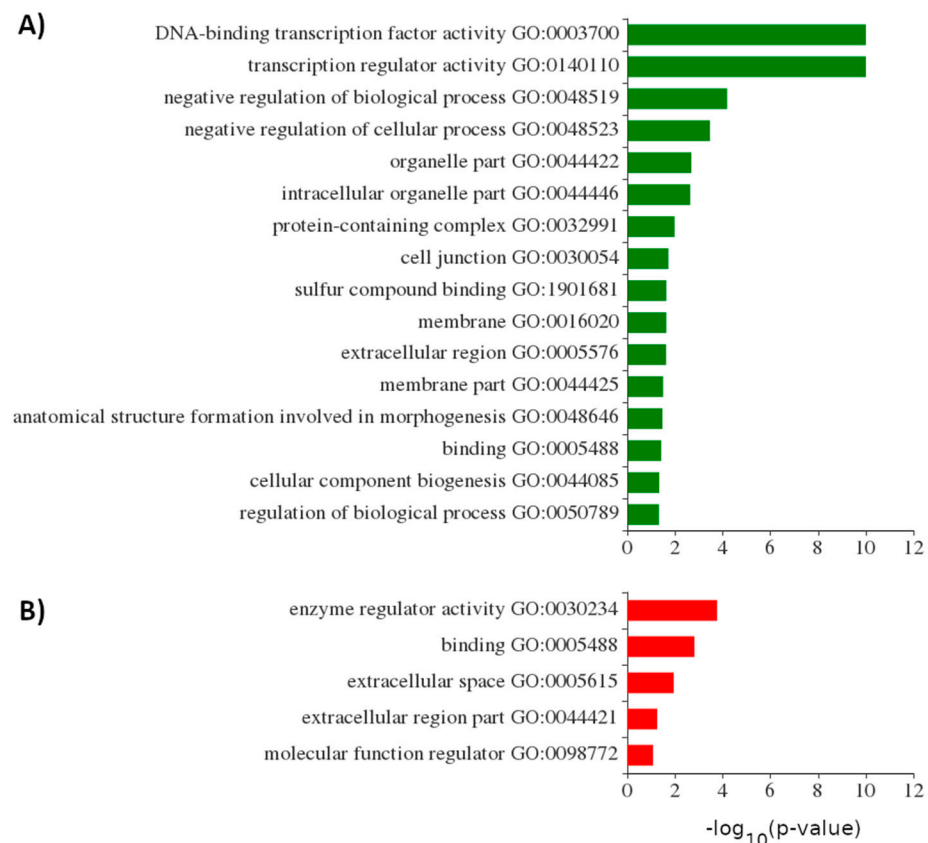 A)
DNA-binding transcription factor activity GO:0003700
transcription regulator activity GO:0140110
negative regulation of biological process GO:0048519
negative regulation of cellular process GO:0048523
organelle part GO:0044422
intracellular organelle part GO:0044446
protein-containing complex GO:0032991
cell junction GO:0030054
sulfur compound binding GO:1901681
membrane GO:0016020
extracellular region GO:0005576
membrane part GO:0044425
anatomical structure formation involved in morphogenesis GO:0048646
binding GO:0005488
cellular component biogenesis GO:0044085
regulation of biological process GO:0050789
0 2 4 6 8 10 12
B)
enzyme regulator activity GO:0030234
binding GO:0005488
extracellular space GO:0005615
extracellular region part GO:0044421
molecular function regulator GO:0098772
0 2 4 6 8 10 12
-log10(p-value)